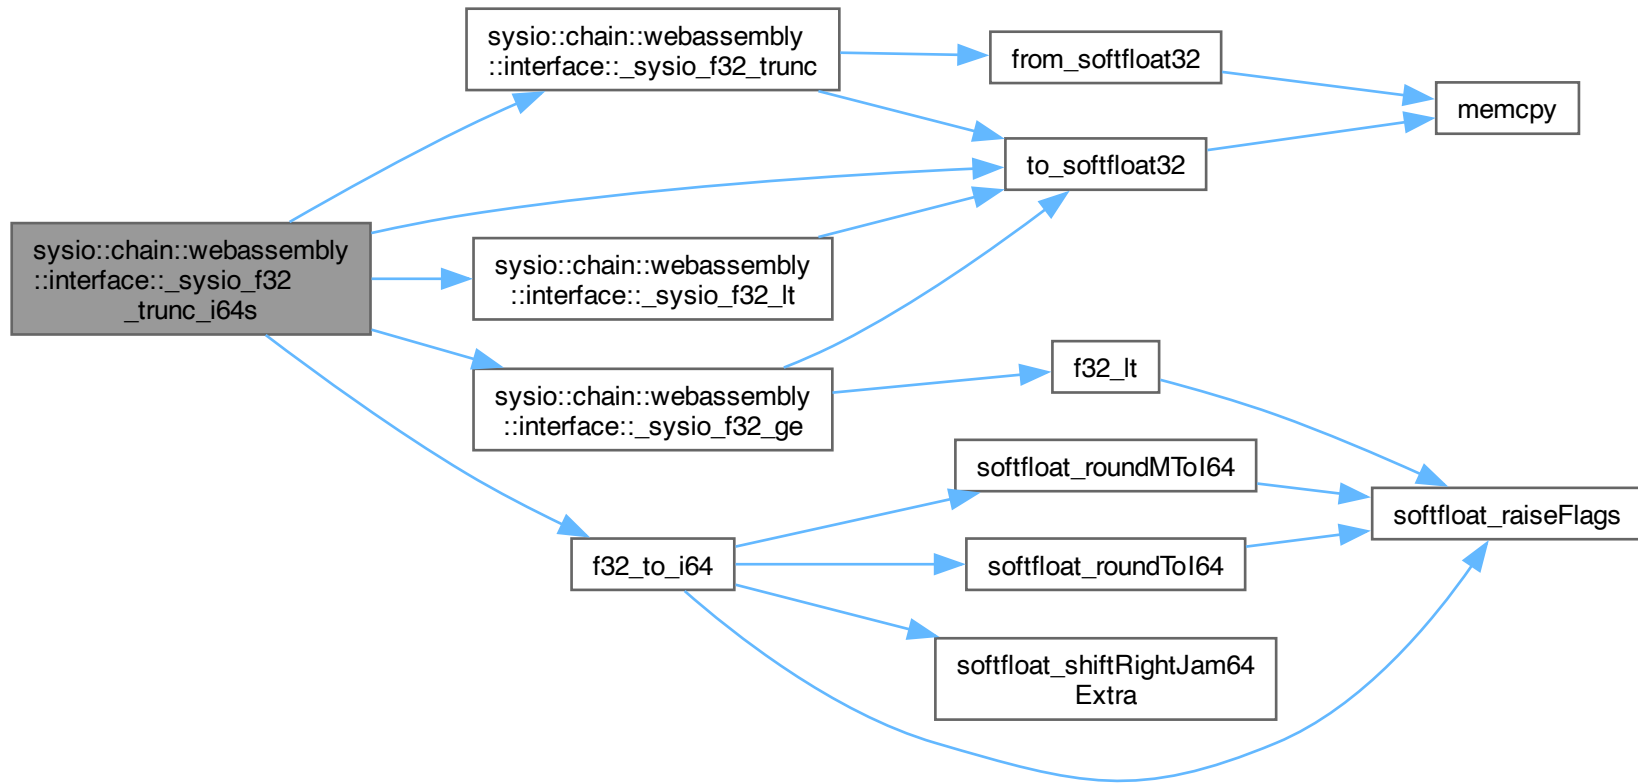 sysio::chain::webassembly
::interface::_sysio_f32_trunc
from_softfloat32
memcpy
to_softfloat32
sysio::chain::webassembly
::interface::_sysio_f32
_trunc_i64s
sysio::chain::webassembly
::interface::_sysio_f32_lt
f32_lt
sysio::chain::webassembly
::interface::_sysio_f32_ge
softfloat_roundMToI64
softfloat_raiseFlags
f32_to_i64
softfloat_roundToI64
softfloat_shiftRightJam64
Extra